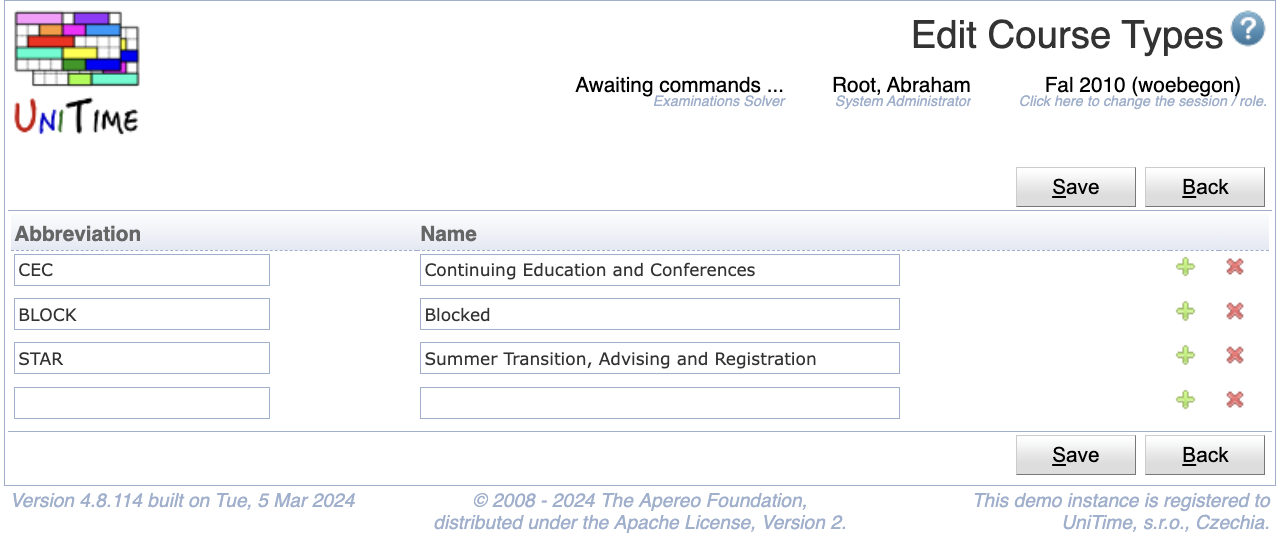 Edit Course Types
?
Awaiting commands ... Root, Abraham Fal 2010 (woebegon)
Examinations Solver System Administrator Click here to change the session / role.
UNITIME
Save Back
Abbreviation Name
CEC Continuing Education and Conferences
BLOCK Blocked
STAR Summer Transition, Advising and Registration
Save Back
Version 4.8.114 built on Tue, 5 Mar 2024 © 2008 - 2024 The Apereo Foundation, This demo instance is registered to
distributed under the Apache License, Version 2. UniTime, s.r.o., Czechia.